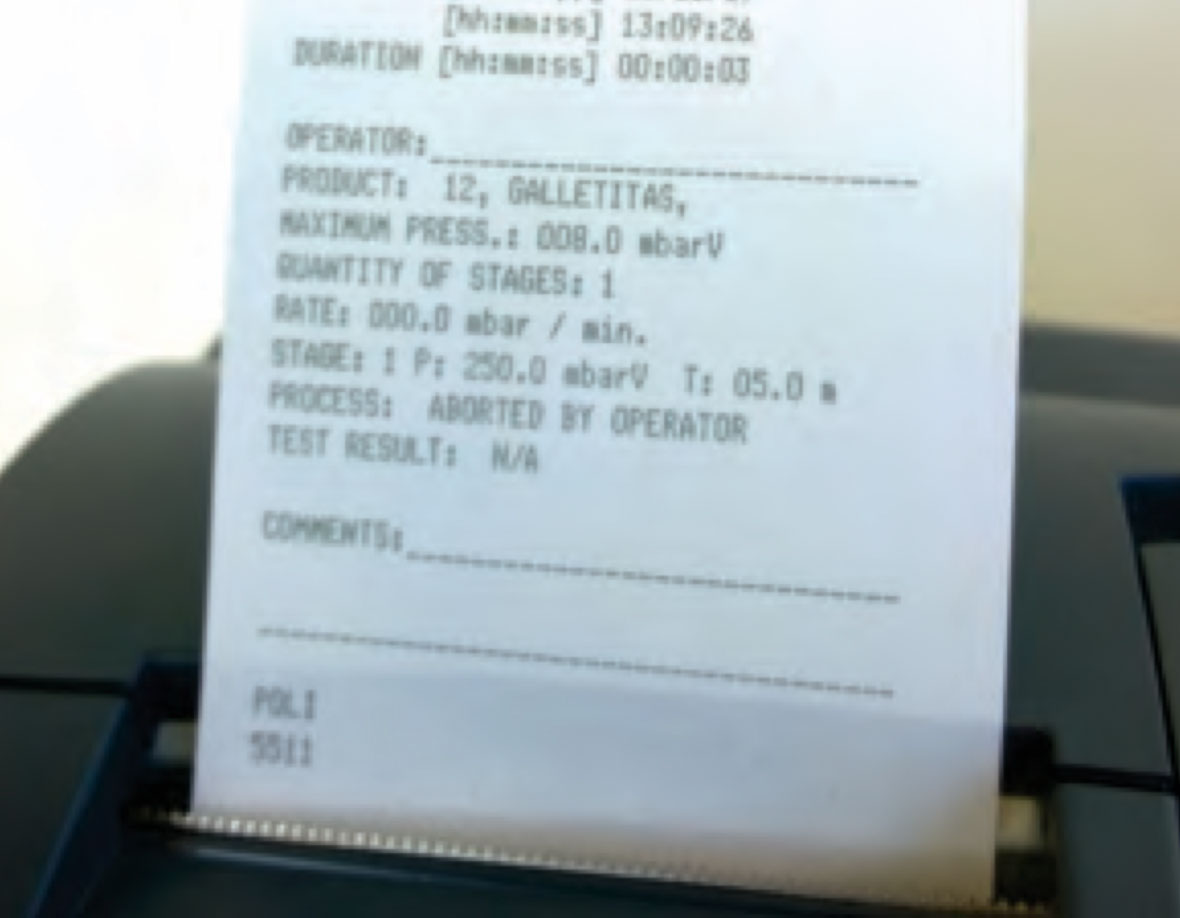 [hh:mm:ss] 13:09:26
DURATION [hh:mm:ss] 00:00:03
OPERATOR:
PRODUCT: 12, GALLETITAS,
MAXIMUM PRESS.: 008.0 mbarV
QUANTITY OF STAGES: 1
RATE: 000.0 mbar / min.
STAGE: 1 P: 250.0 mbarV T: 05.0 m
PROCESS: ABORTED BY OPERATOR
TEST RESULT: N/A
COMMENTS:
POLI
5511